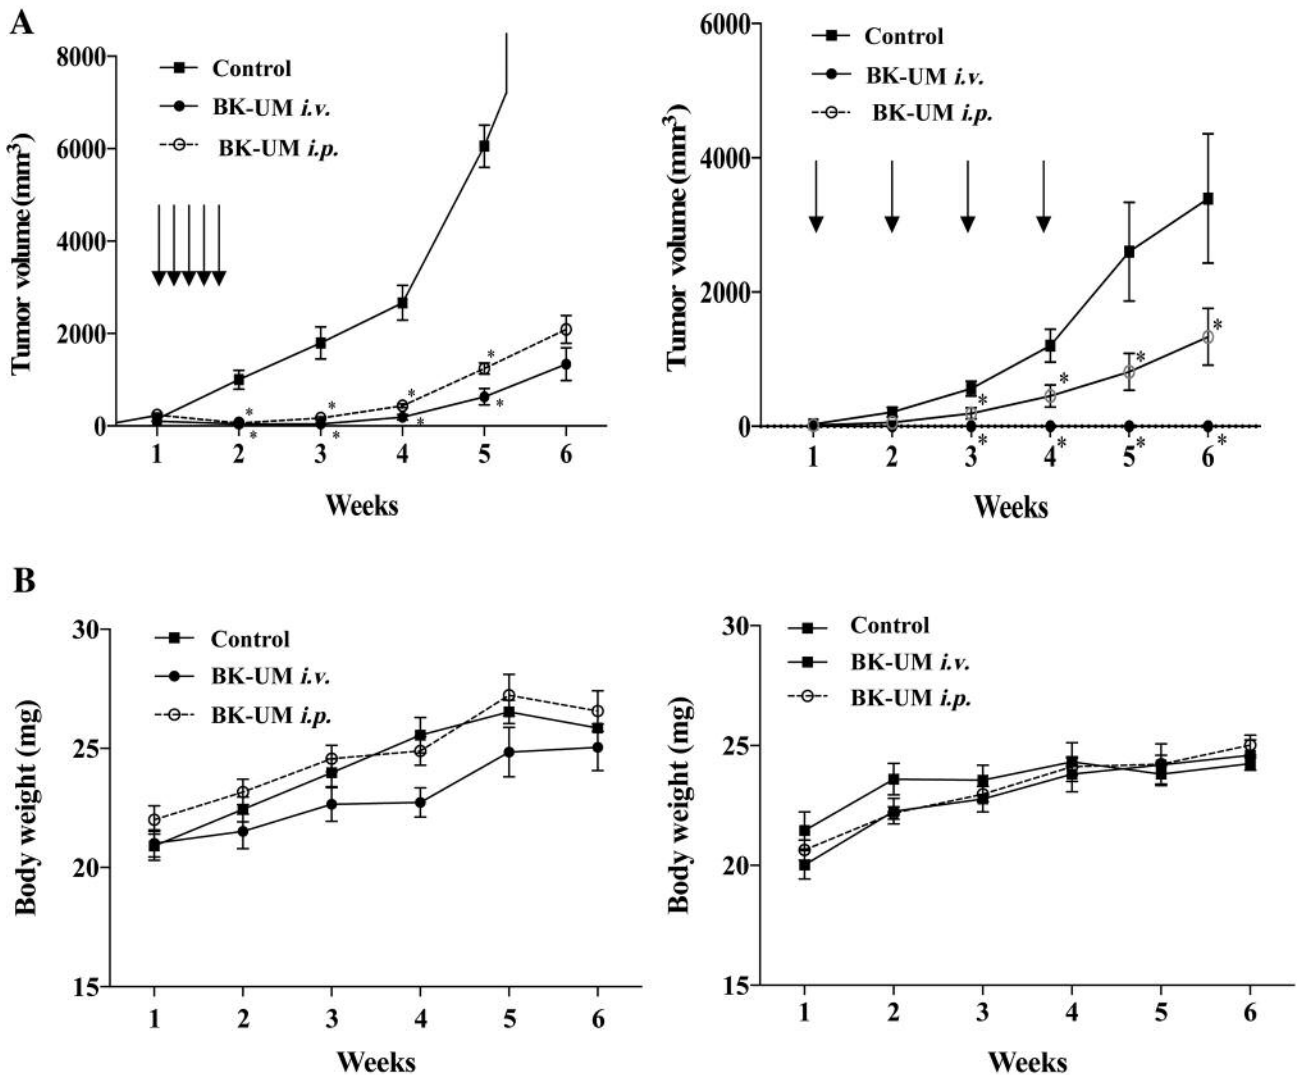 A
Tumor volume (mm³)
8000
6000
4000
2000
0
Control
BK-UM i.v.
BK-UM i.p.
*
*
*
*
*
*
*
*
1 2 3 4 5 6
Weeks
Tumor volume (mm³)
6000
4000
2000
0
Control
BK-UM i.v.
BK-UM i.p.
*
*
*
*
*
*
*
*
1 2 3 4 5 6
Weeks
B
Body weight (mg)
30
25
20
15
Control
BK-UM i.v.
BK-UM i.p.
1 2 3 4 5 6
Weeks
Body weight (mg)
30
25
20
15
Control
BK-UM i.v.
BK-UM i.p.
1 2 3 4 5 6
Weeks